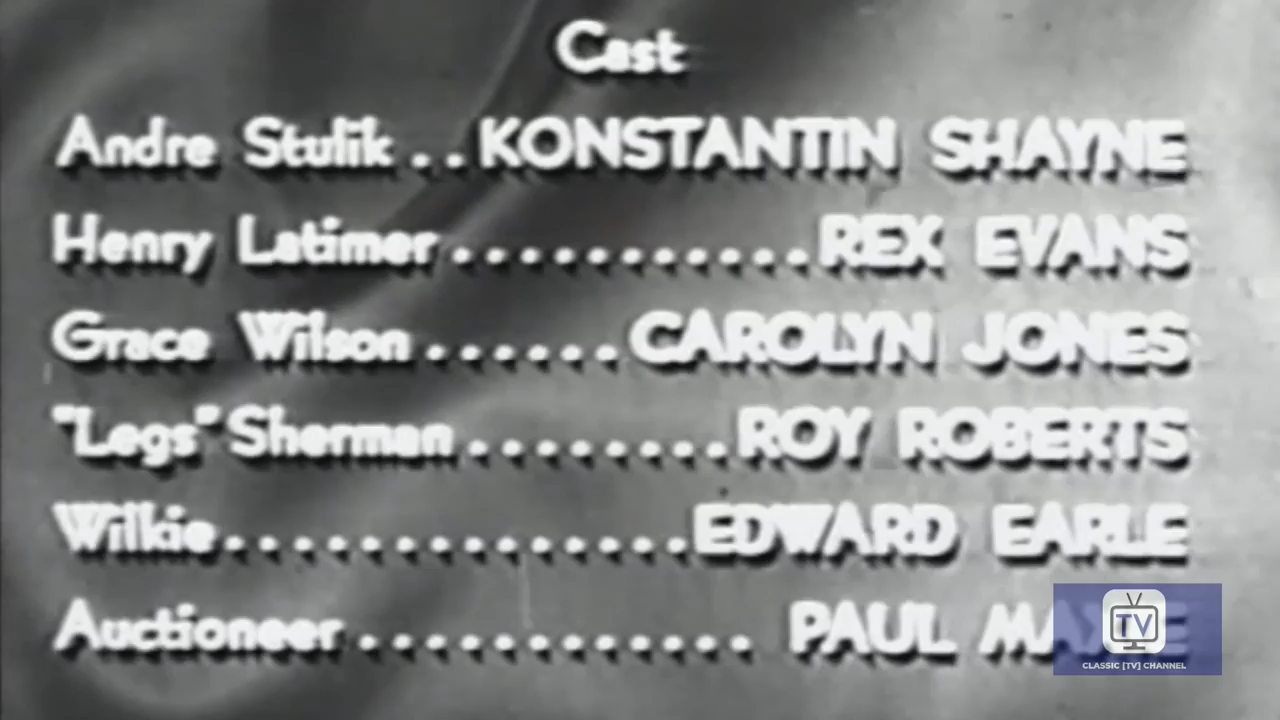 Cast
Andre Stulik . . KONSTANTIN SHAYNE
Henry Latimer . . . . . . . . . . . REX EVANS
Grace Wilson . . . . . . CAROLYN JONES
"Legs" Sherman . . . . . . . . ROY ROBERTS
Wilkie . . . . . . . . . . . . . . EDWARD EARLE
Auctioneer . . . . . . . . . . . . PAUL
TV
CLASSIC [TV] CHANNEL